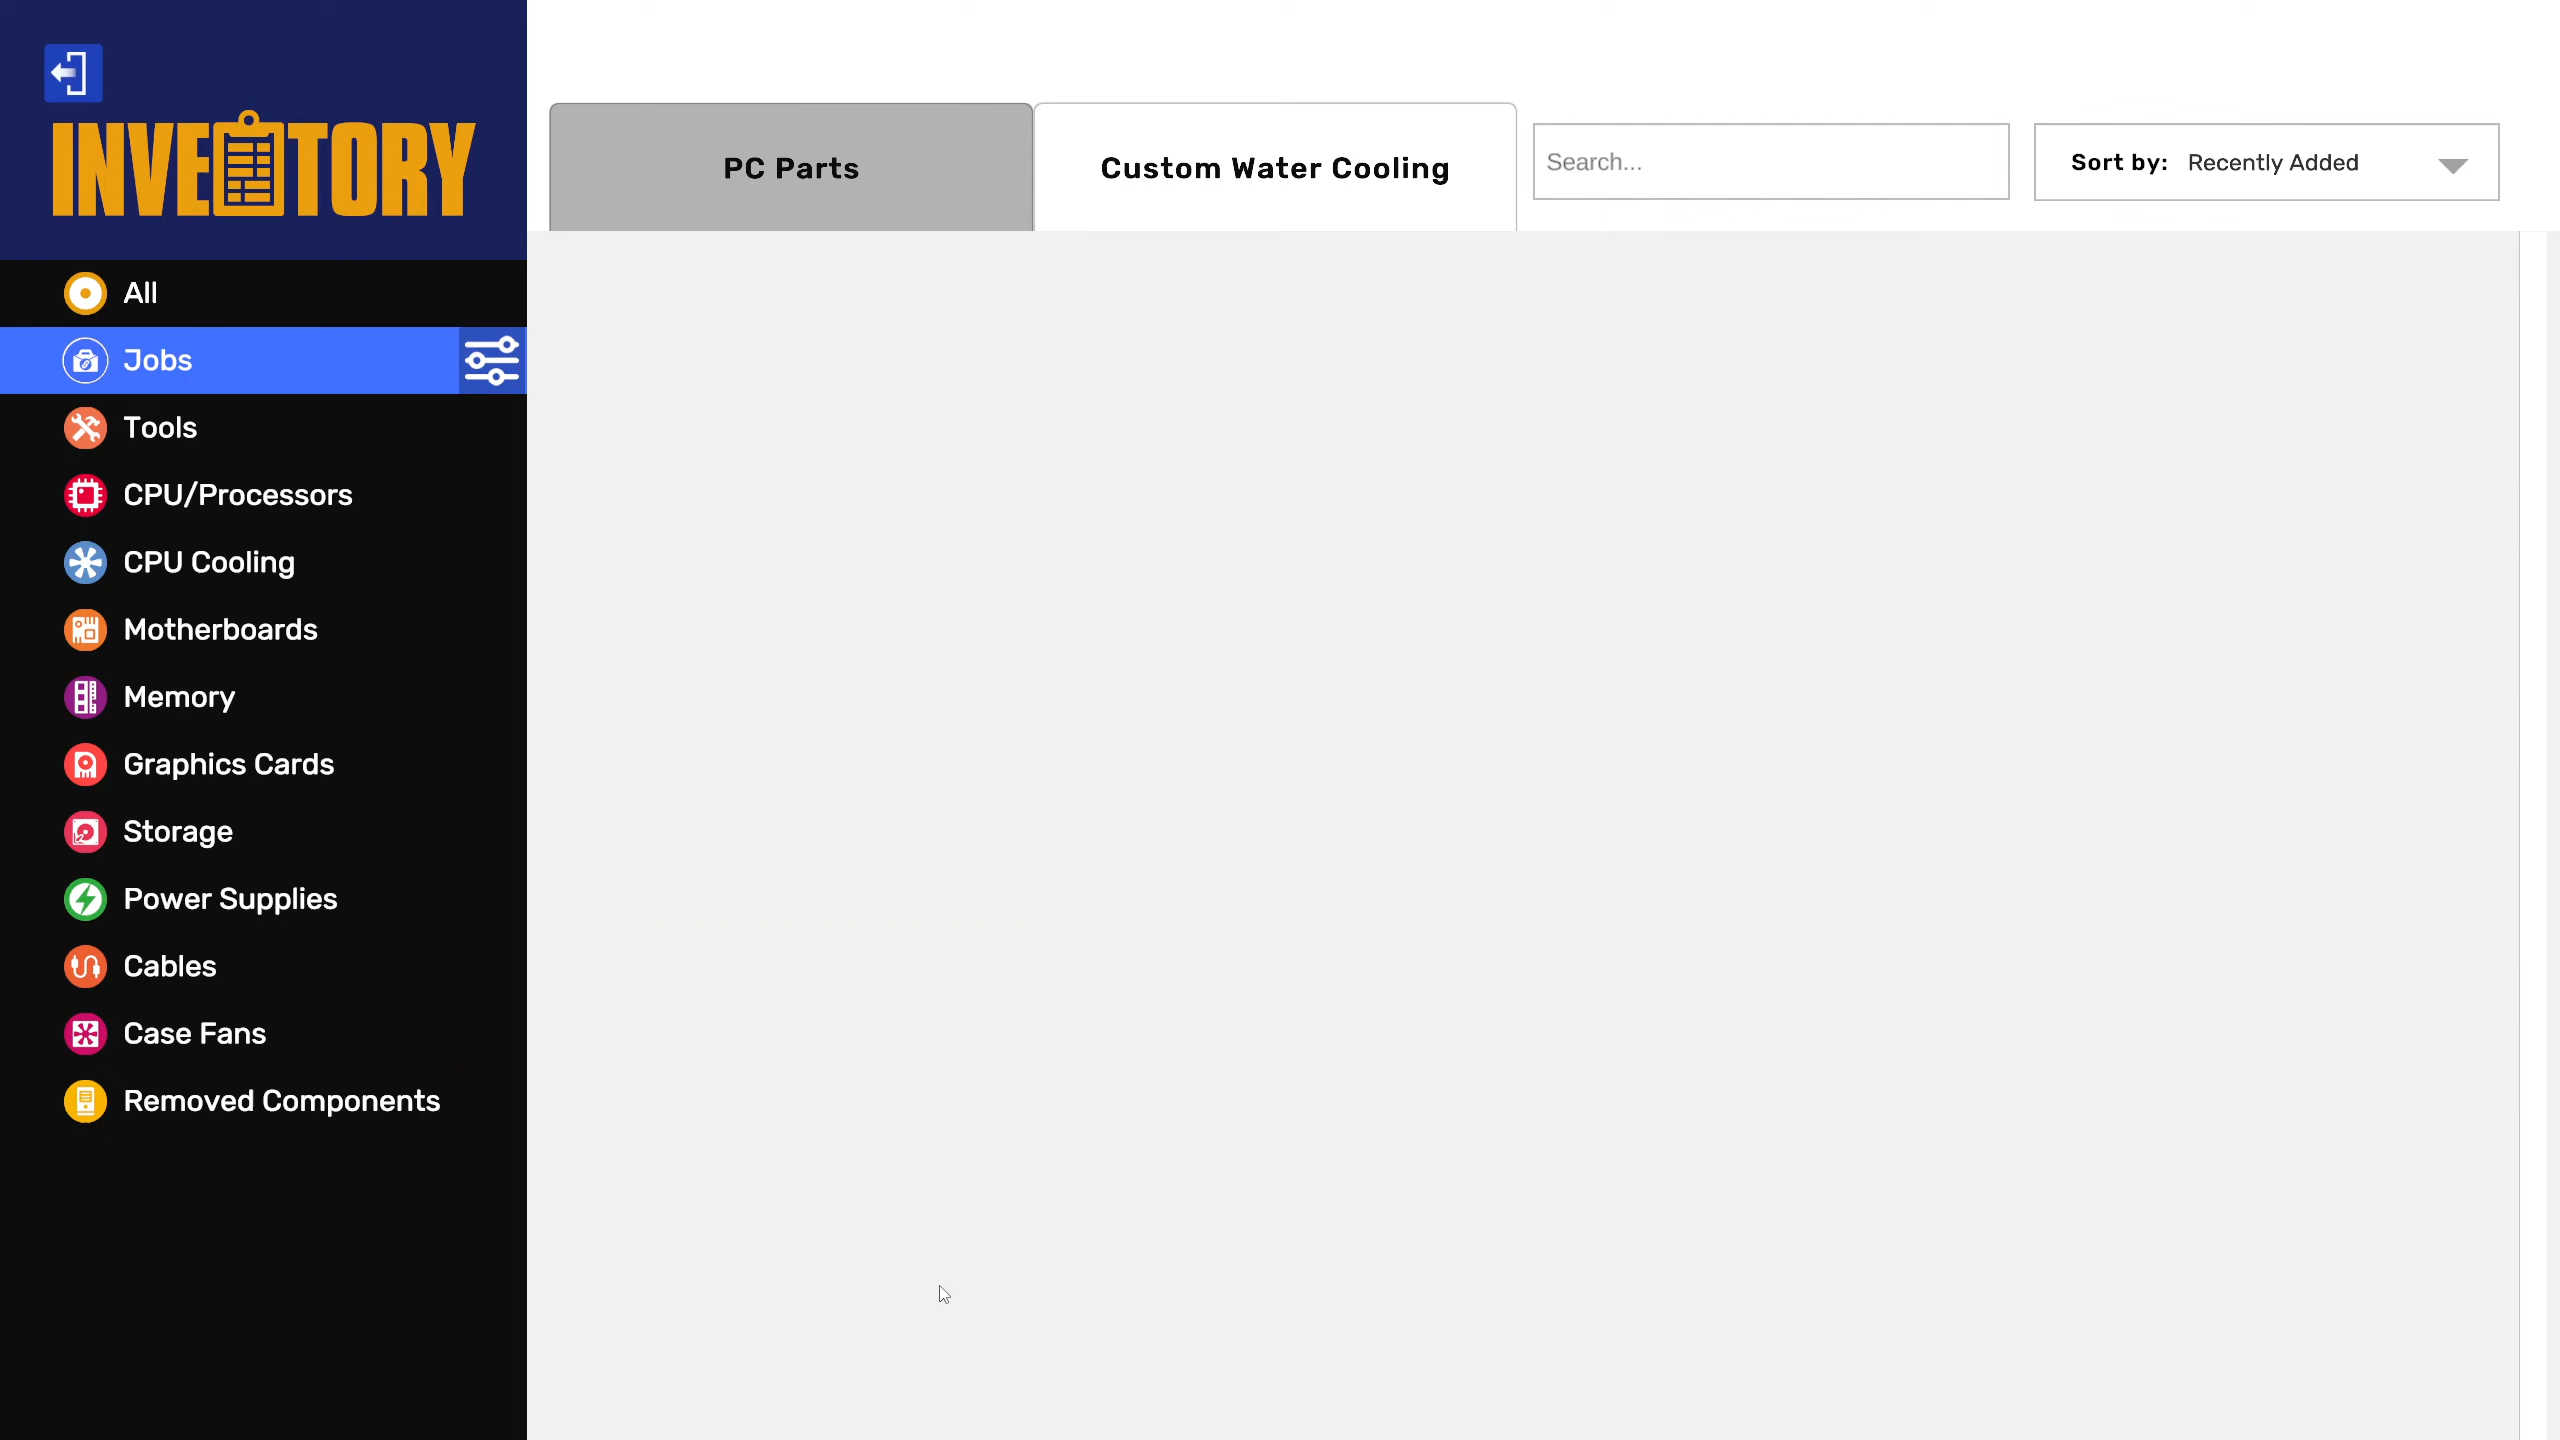 INVENTORY
PC Parts
Custom Water Cooling
Search...
Sort by: Recently Added
All
Jobs
Tools
CPU/Processors
CPU Cooling
Motherboards
Memory
Graphics Cards
Storage
Power Supplies
Cables
Case Fans
Removed Components